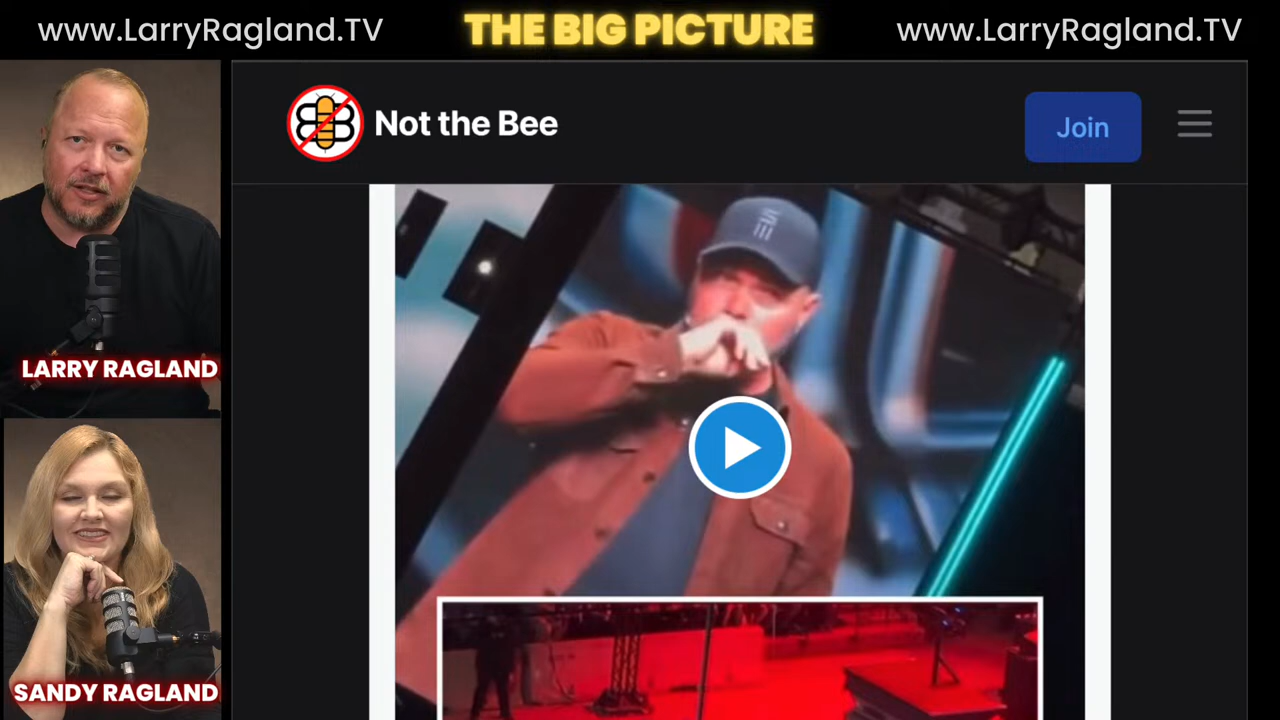 www.LarryRagland.TV
THE BIG PICTURE
www.LarryRagland.TV
Not the Bee
Join
LARRY RAGLAND
SANDY RAGLAND